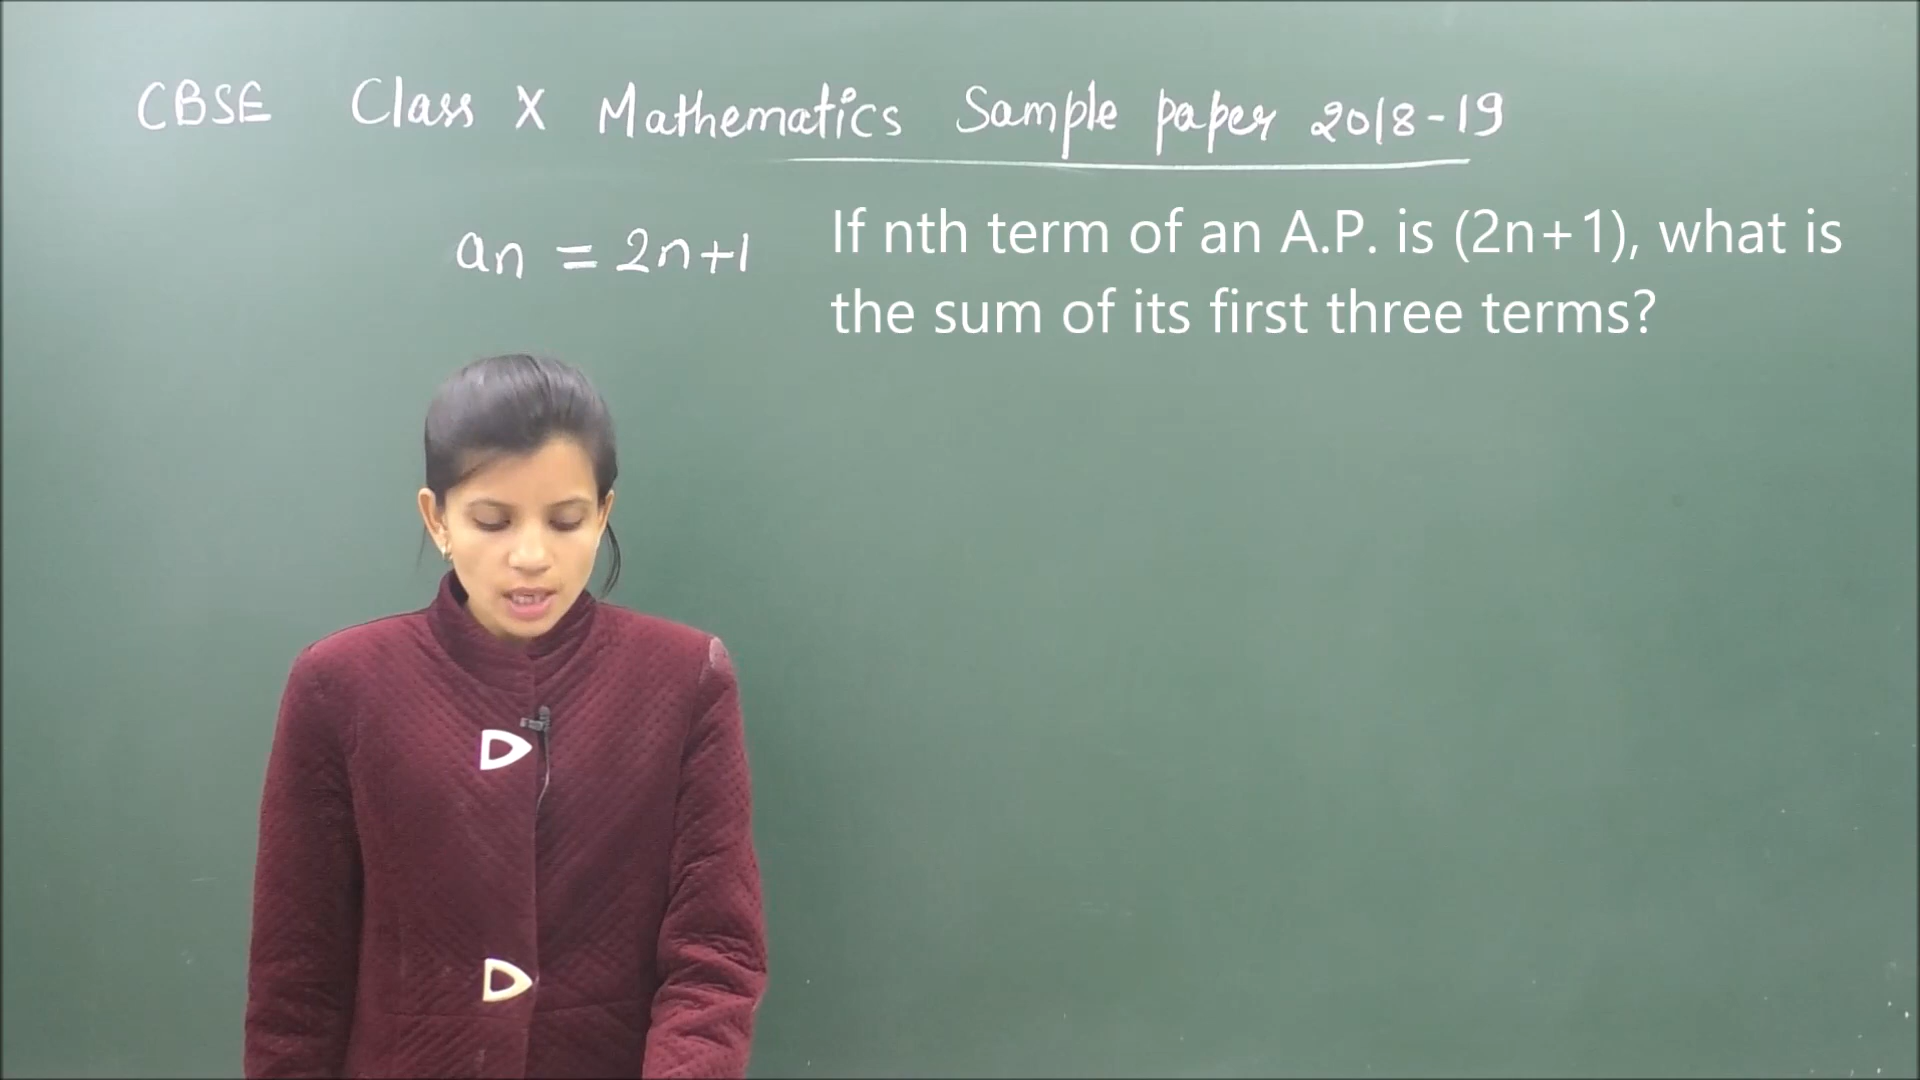 CBSE Class X Mathematics Sample paper 2018-19
an = 2n+1
If nth term of an A.P. is (2n+1), what is
the sum of its first three terms?